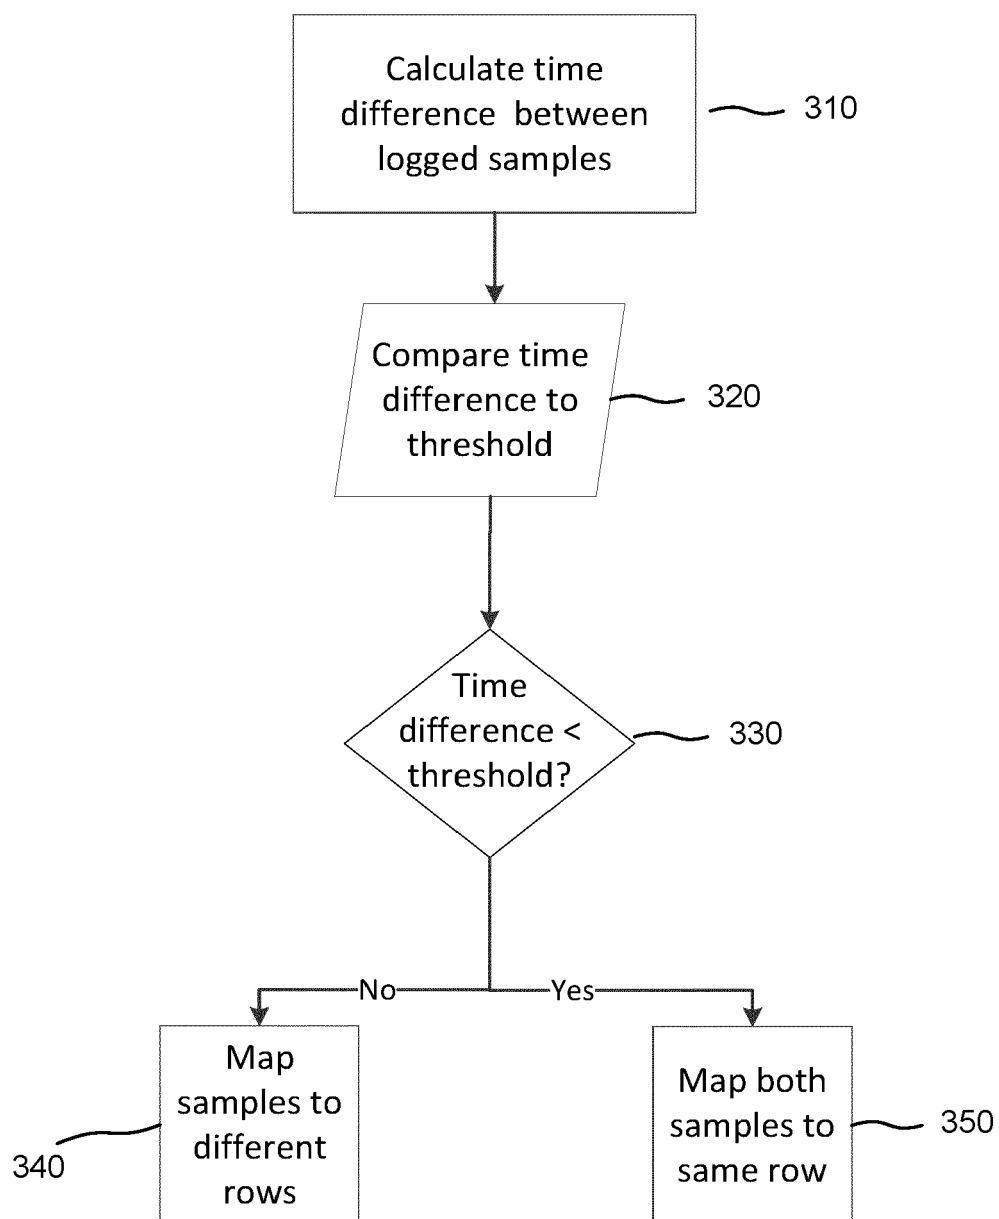 Calculate time
difference between
logged samples
310
Compare time
difference to
threshold
320
Time
difference <
threshold?
330
No
Yes
Map
samples to
different
rows
340
Map both
samples to
same row
350